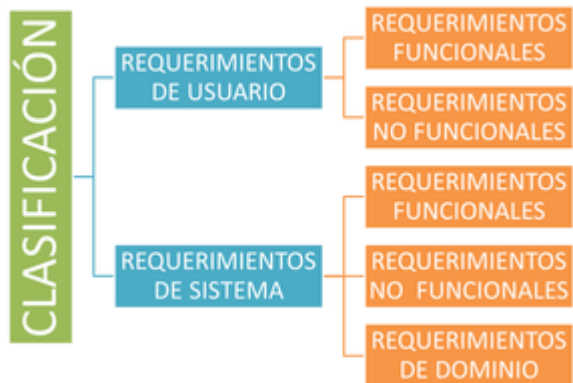 CLASIFICACIÓN
REQUERIMIENTOS
DE USUARIO
REQUERIMIENTOS
FUNCIONALES
REQUERIMIENTOS
NO FUNCIONALES
REQUERIMIENTOS
DE SISTEMA
REQUERIMIENTOS
FUNCIONALES
REQUERIMIENTOS
NO FUNCIONALES
REQUERIMIENTOS
DE DOMINIO